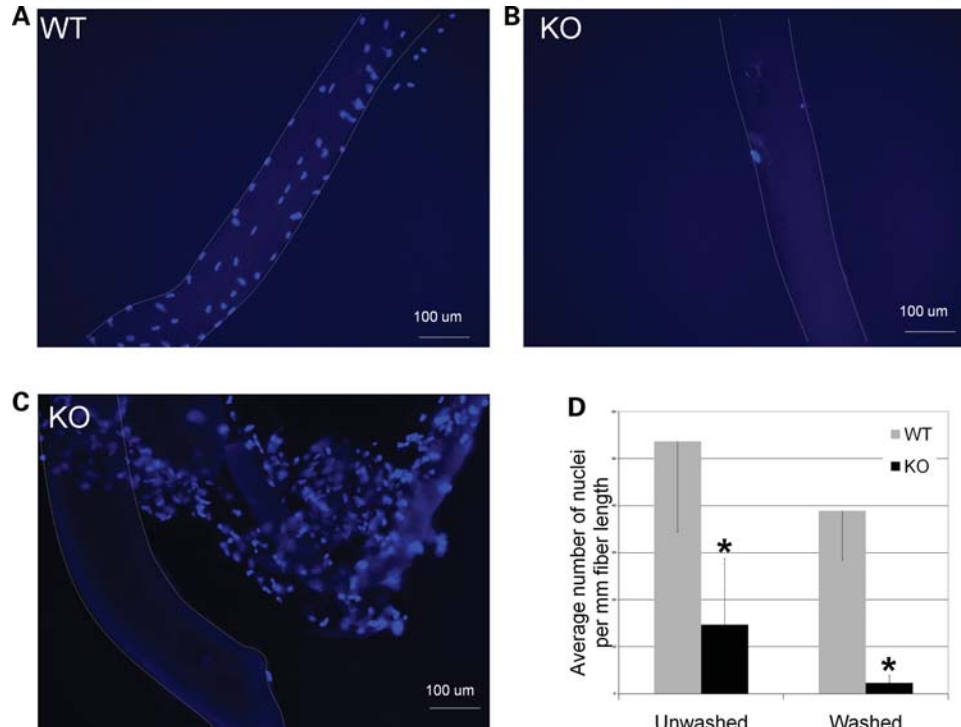 A
WT
100 um
B
KO
100 um
C
KO
100 um
D
WT
KO
*
*
Average number of nuclei
per mm fiber length
Unwashed
Washed